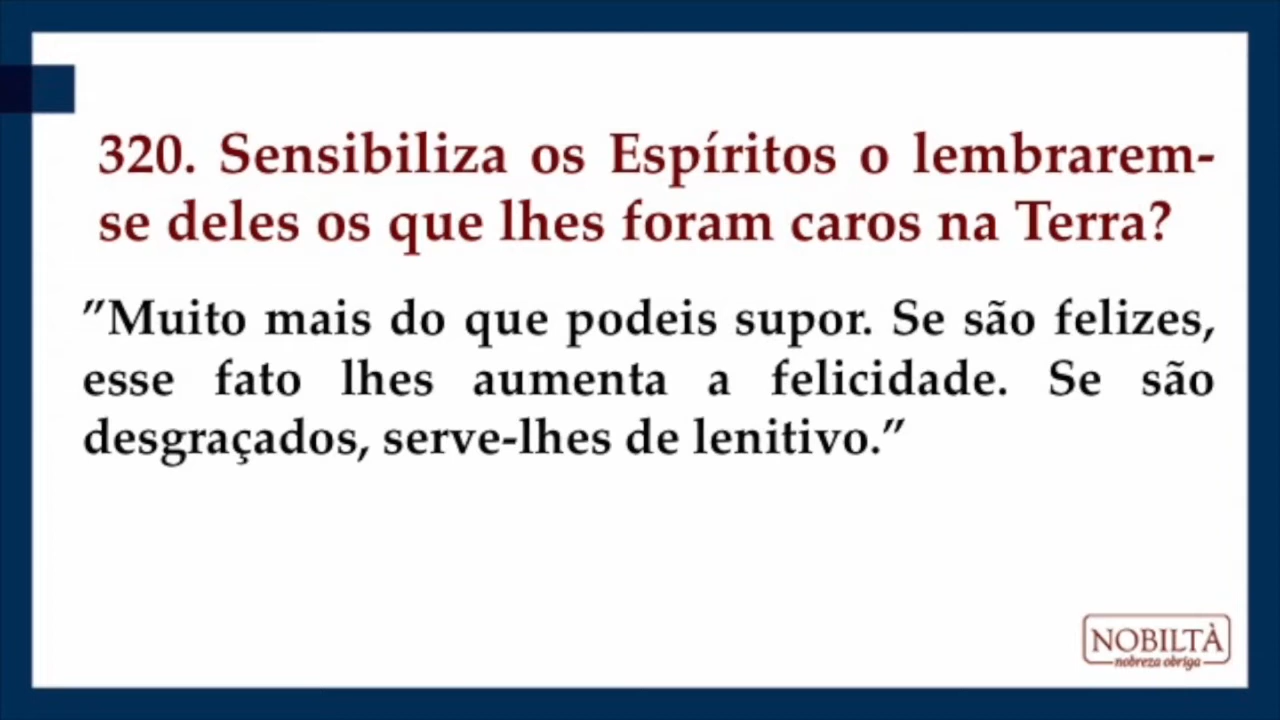 320. Sensibiliza os Espíritos o lembrarem-
se deles os que lhes foram caros na Terra?
”Muito mais do que podeis supor. Se são felizes,
esse fato lhes aumenta a felicidade. Se são
desgraçados, serve-lhes de lenitivo.”
NOBILTÀ
nobreza obriga